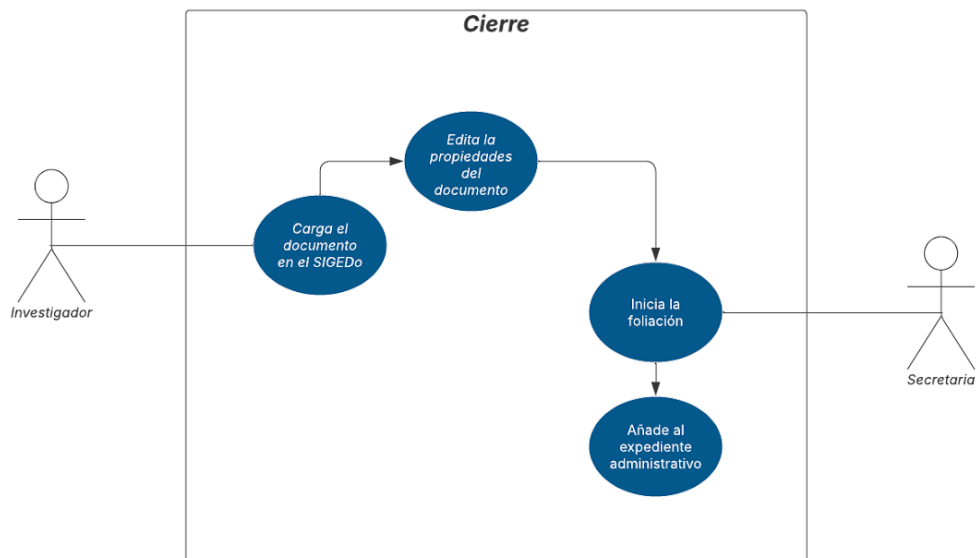 Cierre
Edita la
propiedades
del
documento
Carga el
documento
en el SIGEDo
Investigador
Inicia la
foliación
Secretaria
Añade al
expediente
administrativo